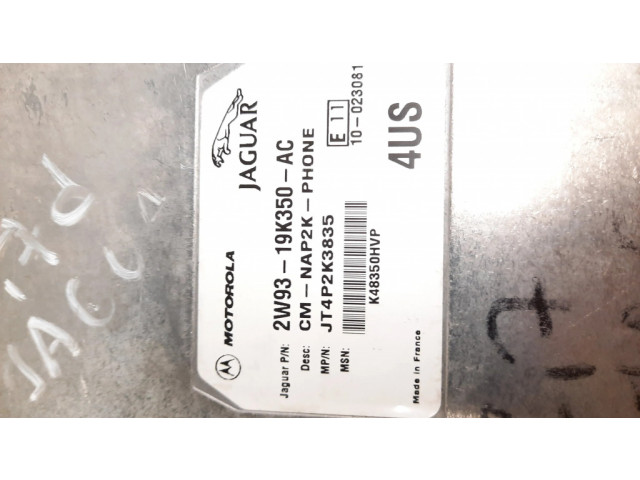 JAGUAR
MOTOROLA
E 11
10-023081
Jaguar P/N: 2W93-19K350-AC
Desc: CM-NAP2K-PHONE
MP/N: JT4P2K3835
MSN:
K48350HVP
4US
Made in France